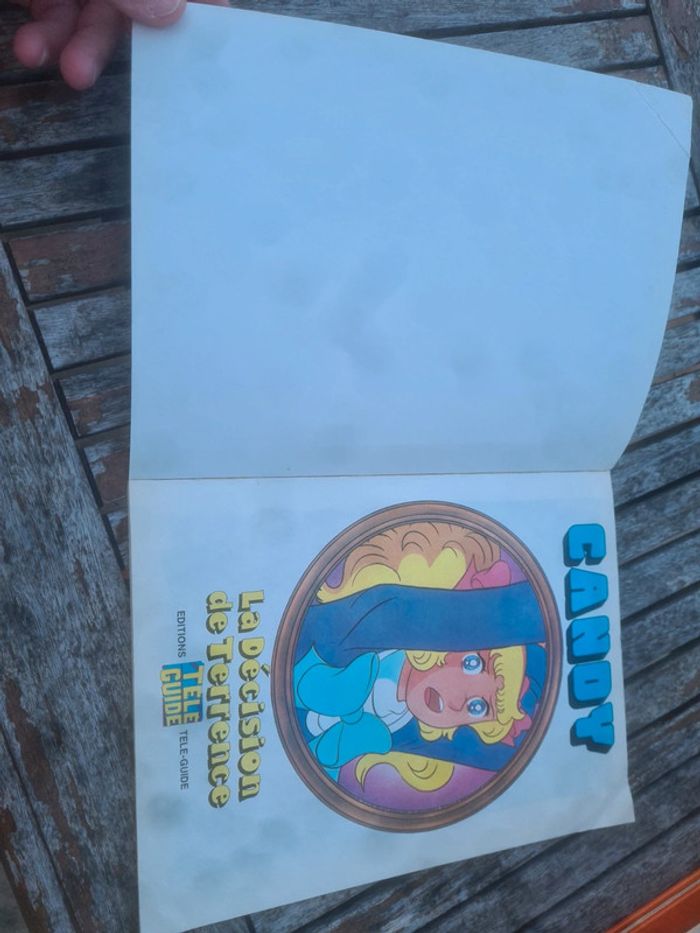 CANDY
La Décision
de Terrence
EDITIONS TELE GUIDE TELE-GUIDE